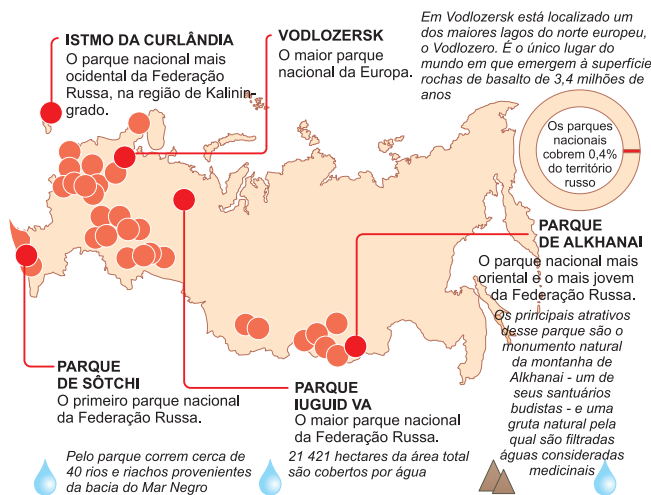 ISTMO DA CURLÂNDIA
O parque nacional mais
ocidental da Federação
Russa, na região de Kalinin-
grado.
VODLOZERSK
O maior parque
nacional da Europa.
Em Vodlozersk está localizado um
dos maiores lagos do norte europeu,
o Vodlozero. É o único lugar do
mundo em que emergem à superfície
rochas de basalto de 3,4 milhões de
anos
Os parques
nacionais
cobrem 0,4%
do território
russo
PARQUE
DE ALKHANAI
O parque nacional mais
oriental e o mais jovem
da Federação Russa.
Os principais atrativos
desse parque são o
monumento natural
da montanha de
Alkhanai - um de
seus santuários
budistas - e uma
gruta natural pela
qual são filtradas
águas consideradas
medicinais
PARQUE
DE SÔTCHI
O primeiro parque nacional
da Federação Russa.
Pelo parque correm cerca de
40 rios e riachos provenientes
da bacia do Mar Negro
PARQUE
IUGUID VA
O maior parque nacional
da Federação Russa.
21 421 hectares da área total
são cobertos por água